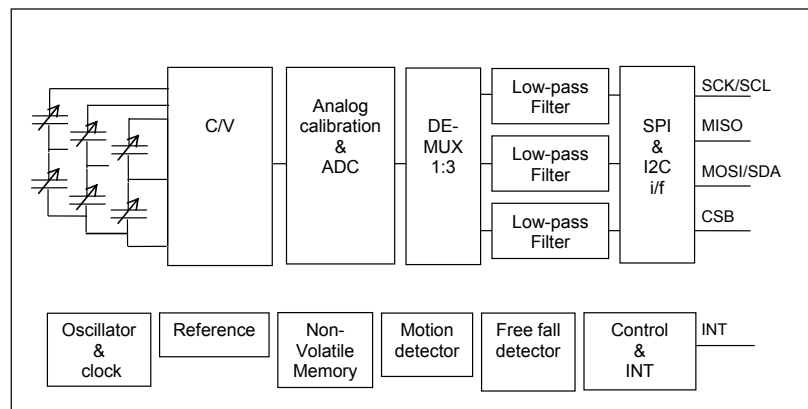 C/V
Analog
calibration
&
ADC
DE-
MUX
1:3
Low-pass
Filter
Low-pass
Filter
Low-pass
Filter
SPI
&
I2C
i/f
SCK/SCL
MISO
MOSI/SDA
CSB
Oscillator
&
clock
Reference
Non-
Volatile
Memory
Motion
detector
Free fall
detector
Control
&
INT
INT